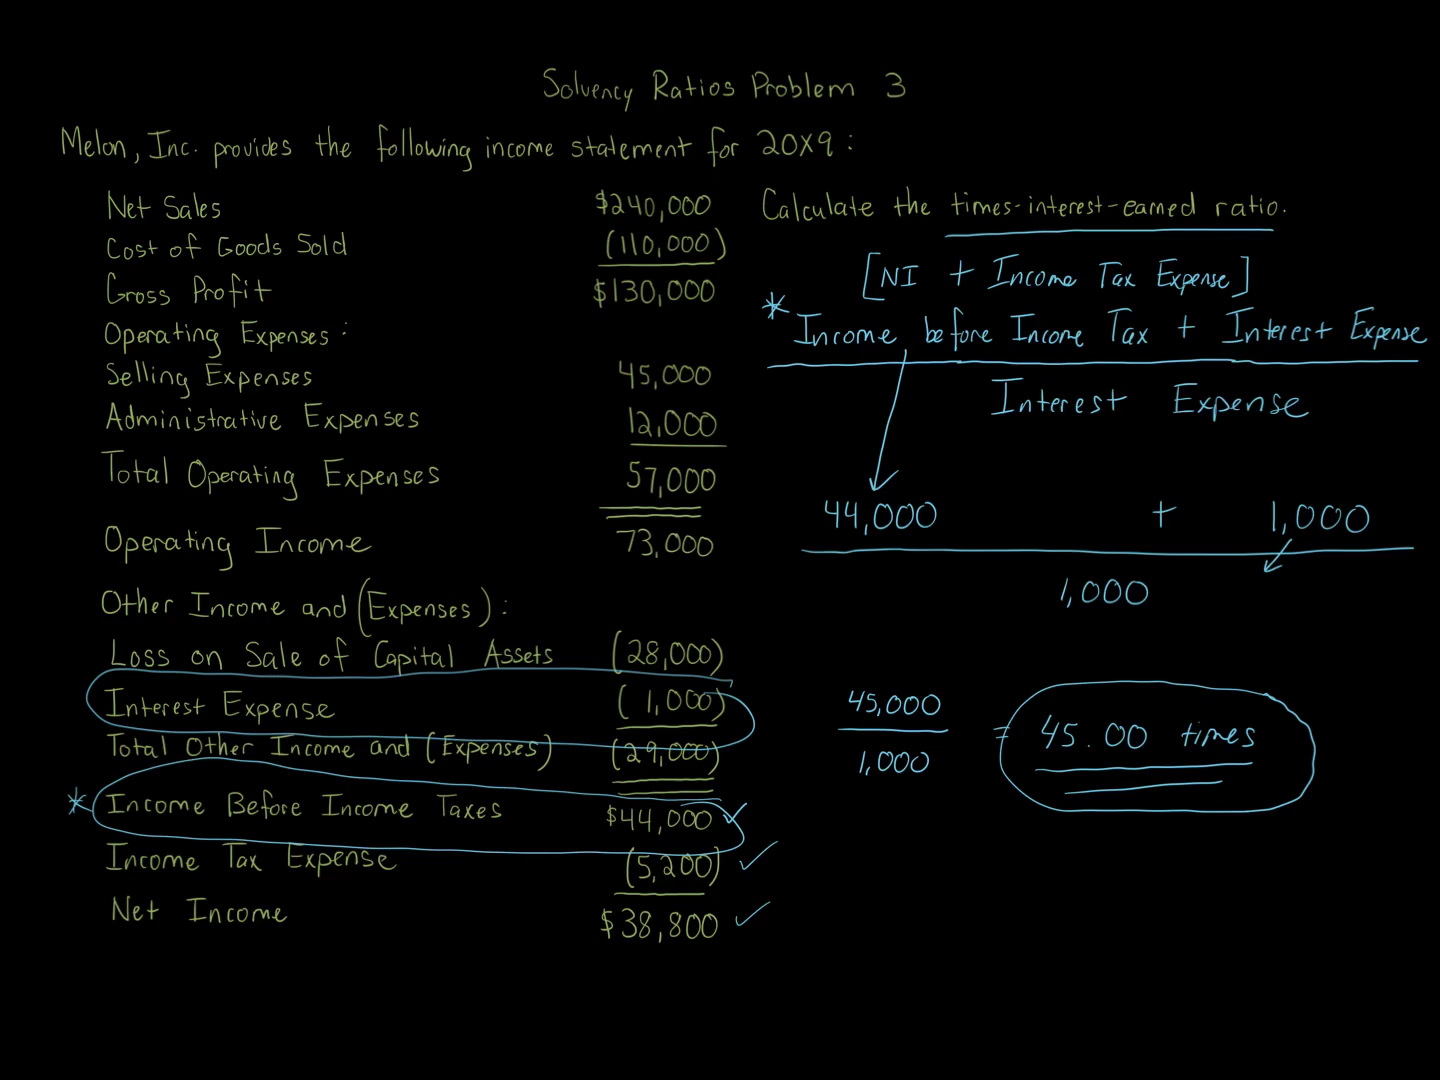 Solvency Ratios Problem 3
Melon, Inc. provides the following income statement for 20X9:
Net Sales $240,000
Cost of Goods Sold (110,000)
Gross Profit $130,000
Operating Expenses:
Selling Expenses 45,000
Administrative Expenses 12,000
Total Operating Expenses 57,000
Operating Income 73,000
Other Income and (Expenses):
Loss on Sale of Capital Assets (28,000)
Interest Expense (1,000)
Total Other Income and (Expenses) (29,000)
* Income Before Income Taxes $44,000 ✓
Income Tax Expense (5,200) ✓
Net Income $38,800 ✓
Calculate the times-interest-earned ratio.
[NI + Income Tax Expense]
* Income before Income Tax + Interest Expense
Interest Expense
44,000 + 1,000
1,000
45,000
1,000
= 45.00 times